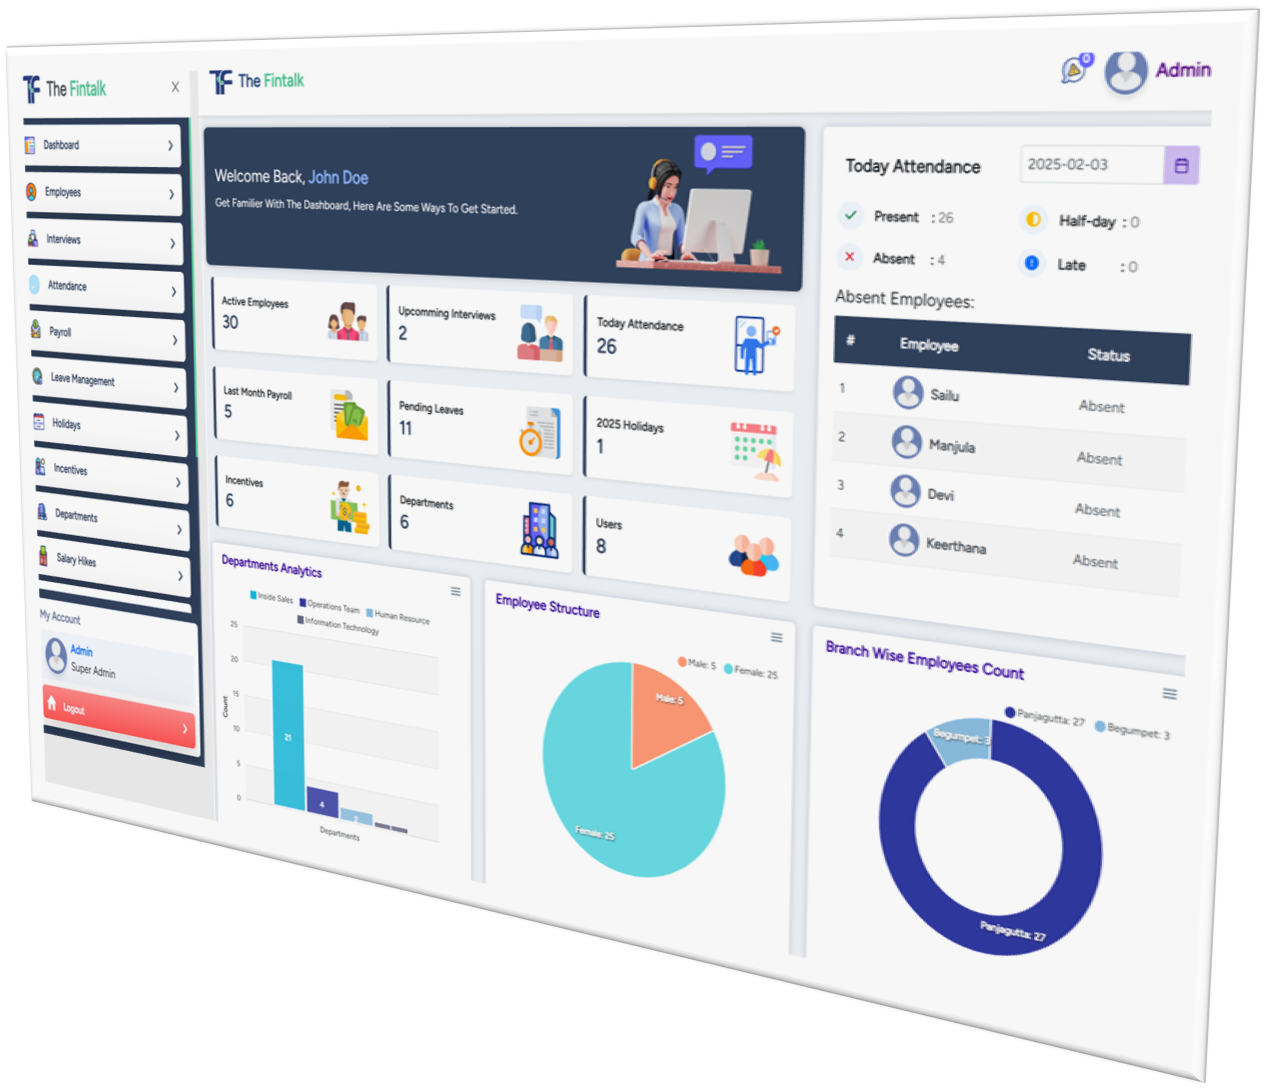 The Fintalk
X
Dashboard
Employees
Interviews
Attendance
Payroll
Leave Management
Holidays
Incentives
Departments
Salary Hikes
My Account
Admin
Super Admin
Logout
The Fintalk
0
Admin
Welcome Back, John Doe
Get Familier With The Dashboard, Here Are Some Ways To Get Started.
Active Employees
30
Upcomming Interviews
2
Today Attendance
26
Last Month Payroll
5
Pending Leaves
11
2025 Holidays
1
Incentives
6
Departments
6
Users
8
Today Attendance
2025-02-03
Present : 26
Half-day : 0
Absent : 4
Late : 0
Absent Employees:
# Employee Status
1 Sailu Absent
2 Manjula Absent
3 Devi Absent
4 Keerthana Absent
Departments Analytics
Inside Sales Operations Team Human Resource
Information Technology
25
20
15
10
5
0
Count
21
4
2
Departments
Employee Structure
Male: 5 Female: 25
Male: 5
Female: 25
Branch Wise Employees Count
Panjagutta: 27 Begumpet: 3
Begumpet: 3
Panjagutta: 27